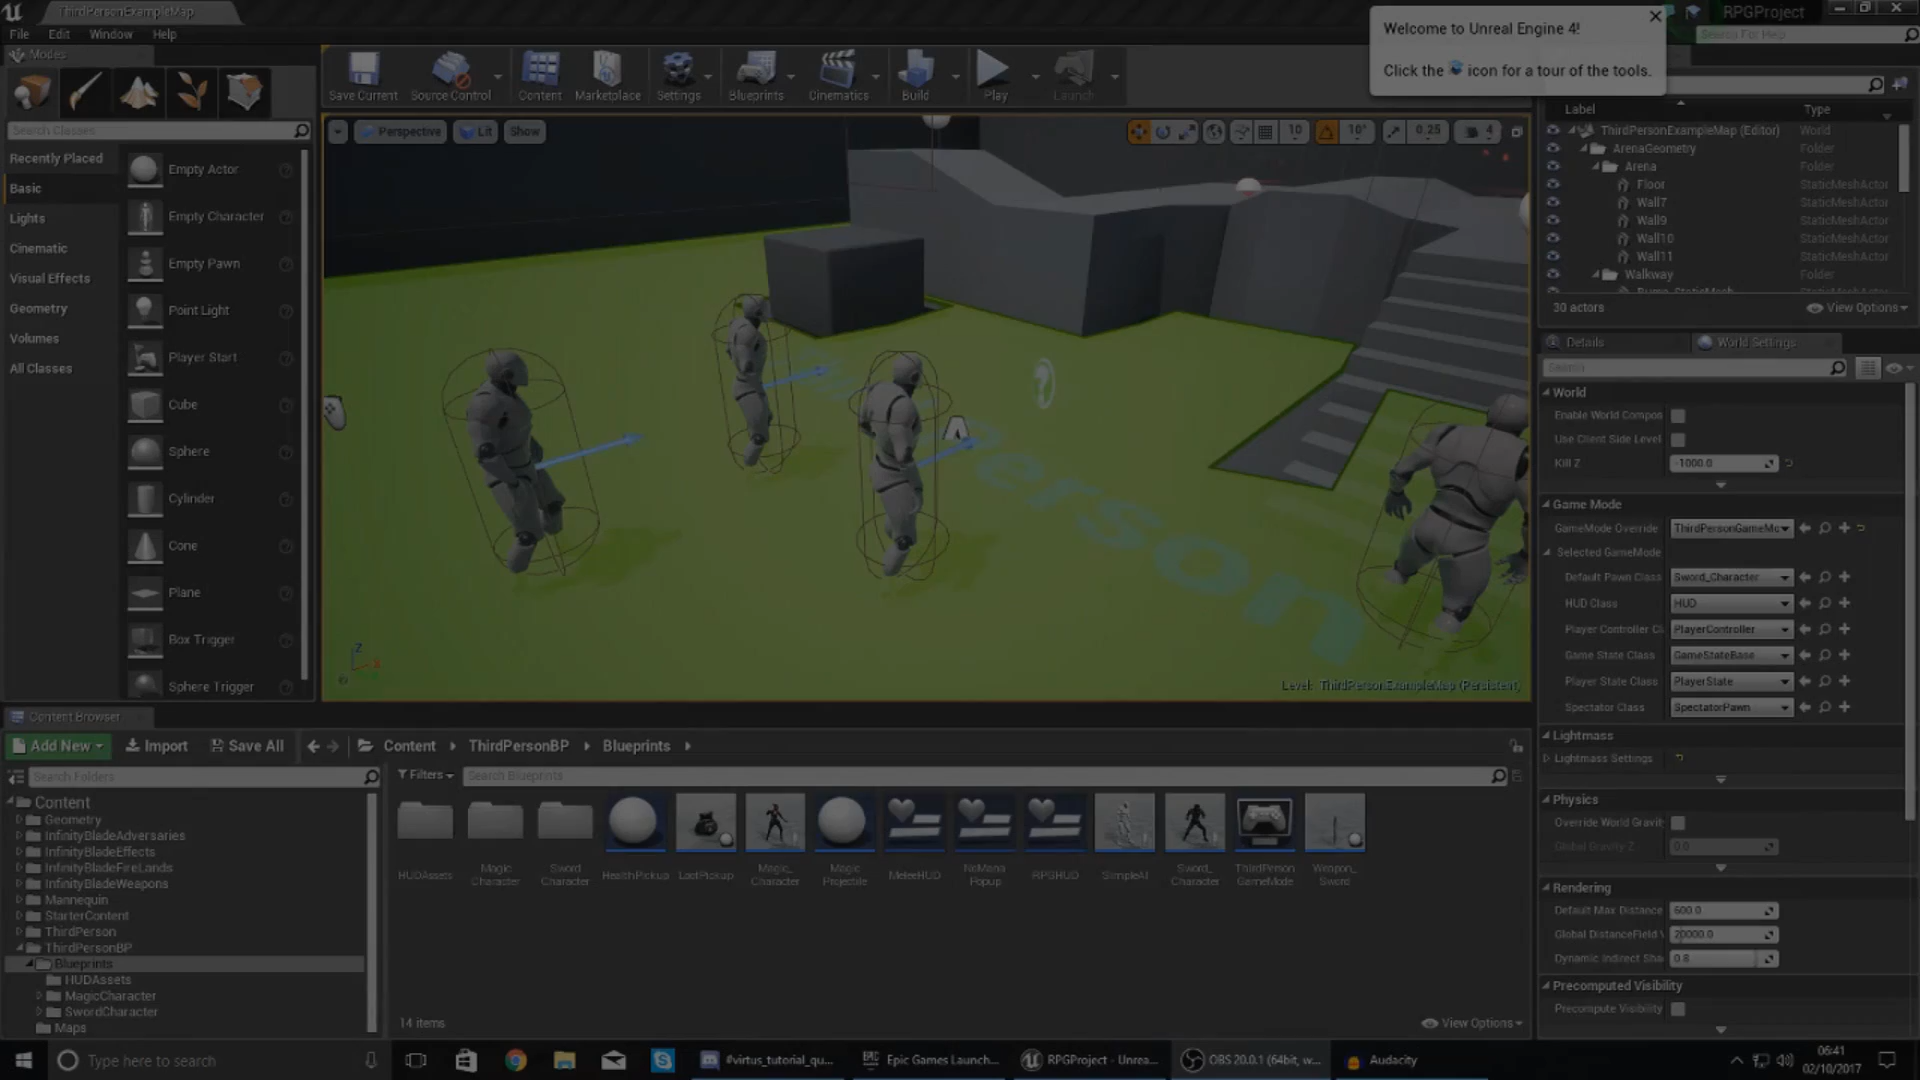 ThirdPersonExampleMap
RPGProject
File Edit Window Help
Search For Help
Welcome to Unreal Engine 4!
Click the icon for a tour of the tools.
Modes
Search Classes
Recently Placed
Basic
Lights
Cinematic
Visual Effects
Geometry
Volumes
All Classes
Empty Actor
Empty Character
Empty Pawn
Point Light
Player Start
Cube
Sphere
Cylinder
Cone
Plane
Box Trigger
Sphere Trigger
Save Current
Source Control
Content
Marketplace
Settings
Blueprints
Cinematics
Build
Play
Launch
Perspective Lit Show
10 10° 0.25 4
Person
Level: ThirdPersonExampleMap (Persistent)
Label Type
ThirdPersonExampleMap (Editor) World
ArenaGeometry Folder
Arena Folder
Floor StaticMeshActor
Wall7 StaticMeshActor
Wall9 StaticMeshActor
Wall10 StaticMeshActor
Wall11 StaticMeshActor
Walkway Folder
30 actors View Options
Details World Settings
Search
World
Enable World Compo
Use Client Side Level
Kill Z -1000.0
Game Mode
GameMode Override ThirdPersonGameMo
Selected GameMode
Default Pawn Class Sword_Character
HUD Class HUD
Player Controller Cl PlayerController
Game State Class GameStateBase
Player State Class PlayerState
Spectator Class SpectatorPawn
Lightmass
Lightmass Settings
Physics
Override World Gravit
Global Gravity Z 0.0
Rendering
Default Max Distance 600.0
Global DistanceField V 20000.0
Dynamic Indirect Sha 0.8
Precomputed Visibility
Precompute Visibility
Content Browser
Add New Import Save All Content ThirdPersonBP Blueprints
Search Folders
Filters Search Blueprints
Content
Geometry
InfinityBladeAdversaries
InfinityBladeEffects
InfinityBladeFireLands
InfinityBladeWeapons
Mannequin
StarterContent
ThirdPerson
ThirdPersonBP
Blueprints
HUDAssets
MagicCharacter
SwordCharacter
Maps
HUDAssets
Magic Character
Sword Character
HealthPickup
LootPickup
Magic_ Character
Magic Projectile
MeleeHUD
NoMana Popup
RPGHUD
SimpleAI
Sword_ Character
ThirdPerson GameMode
Weapon_ Sword
14 items View Options
Type here to search
#virtus_tutorial_qu...
Epic Games Launch...
RPGProject - Unrea...
OBS 20.0.1 (64bit, w...
Audacity
06:41
02/10/2017